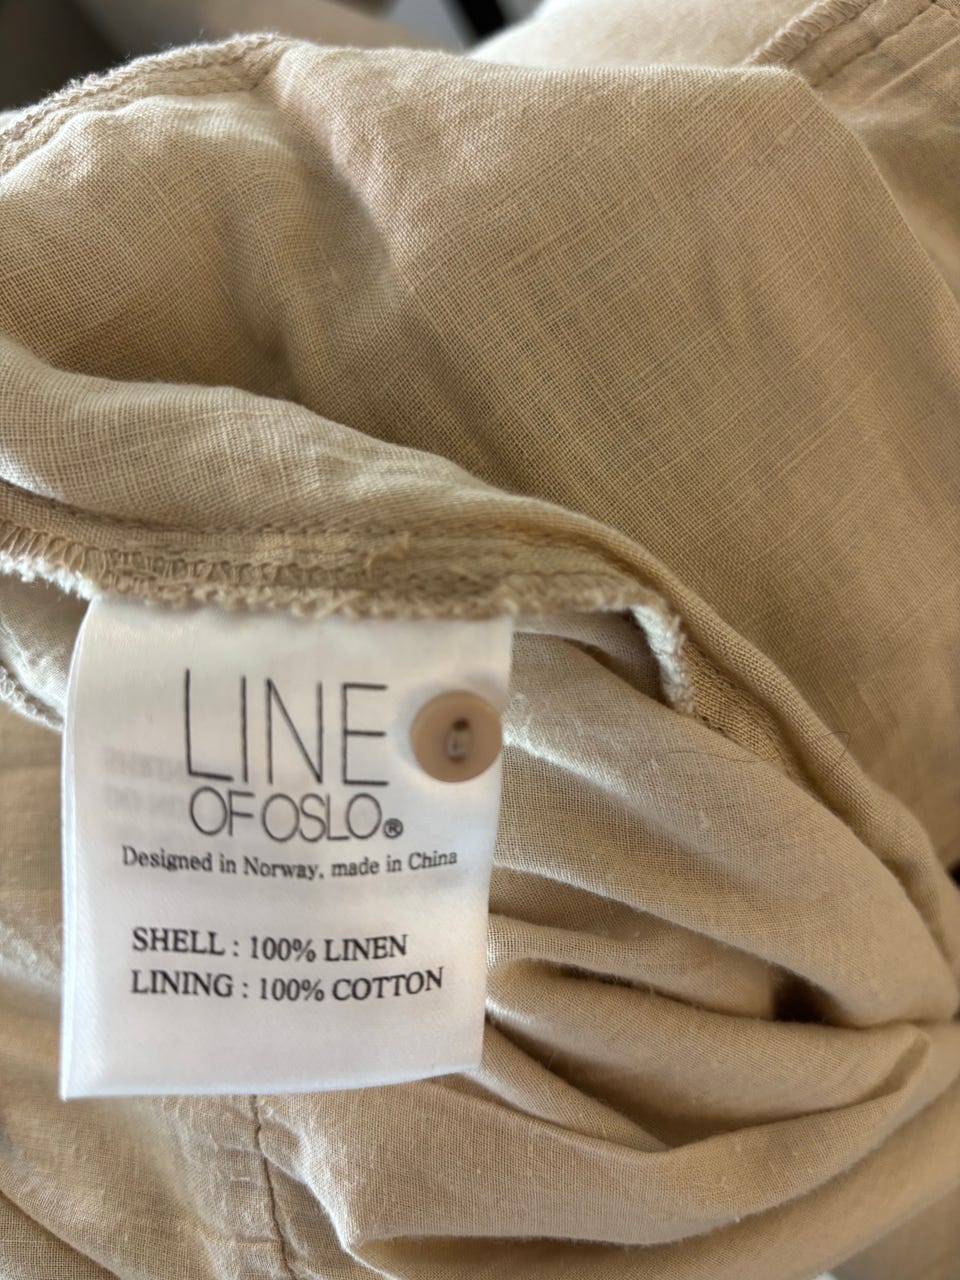 LINE
OF OSLO®
Designed in Norway, made in China
SHELL : 100% LINEN
LINING : 100% COTTON